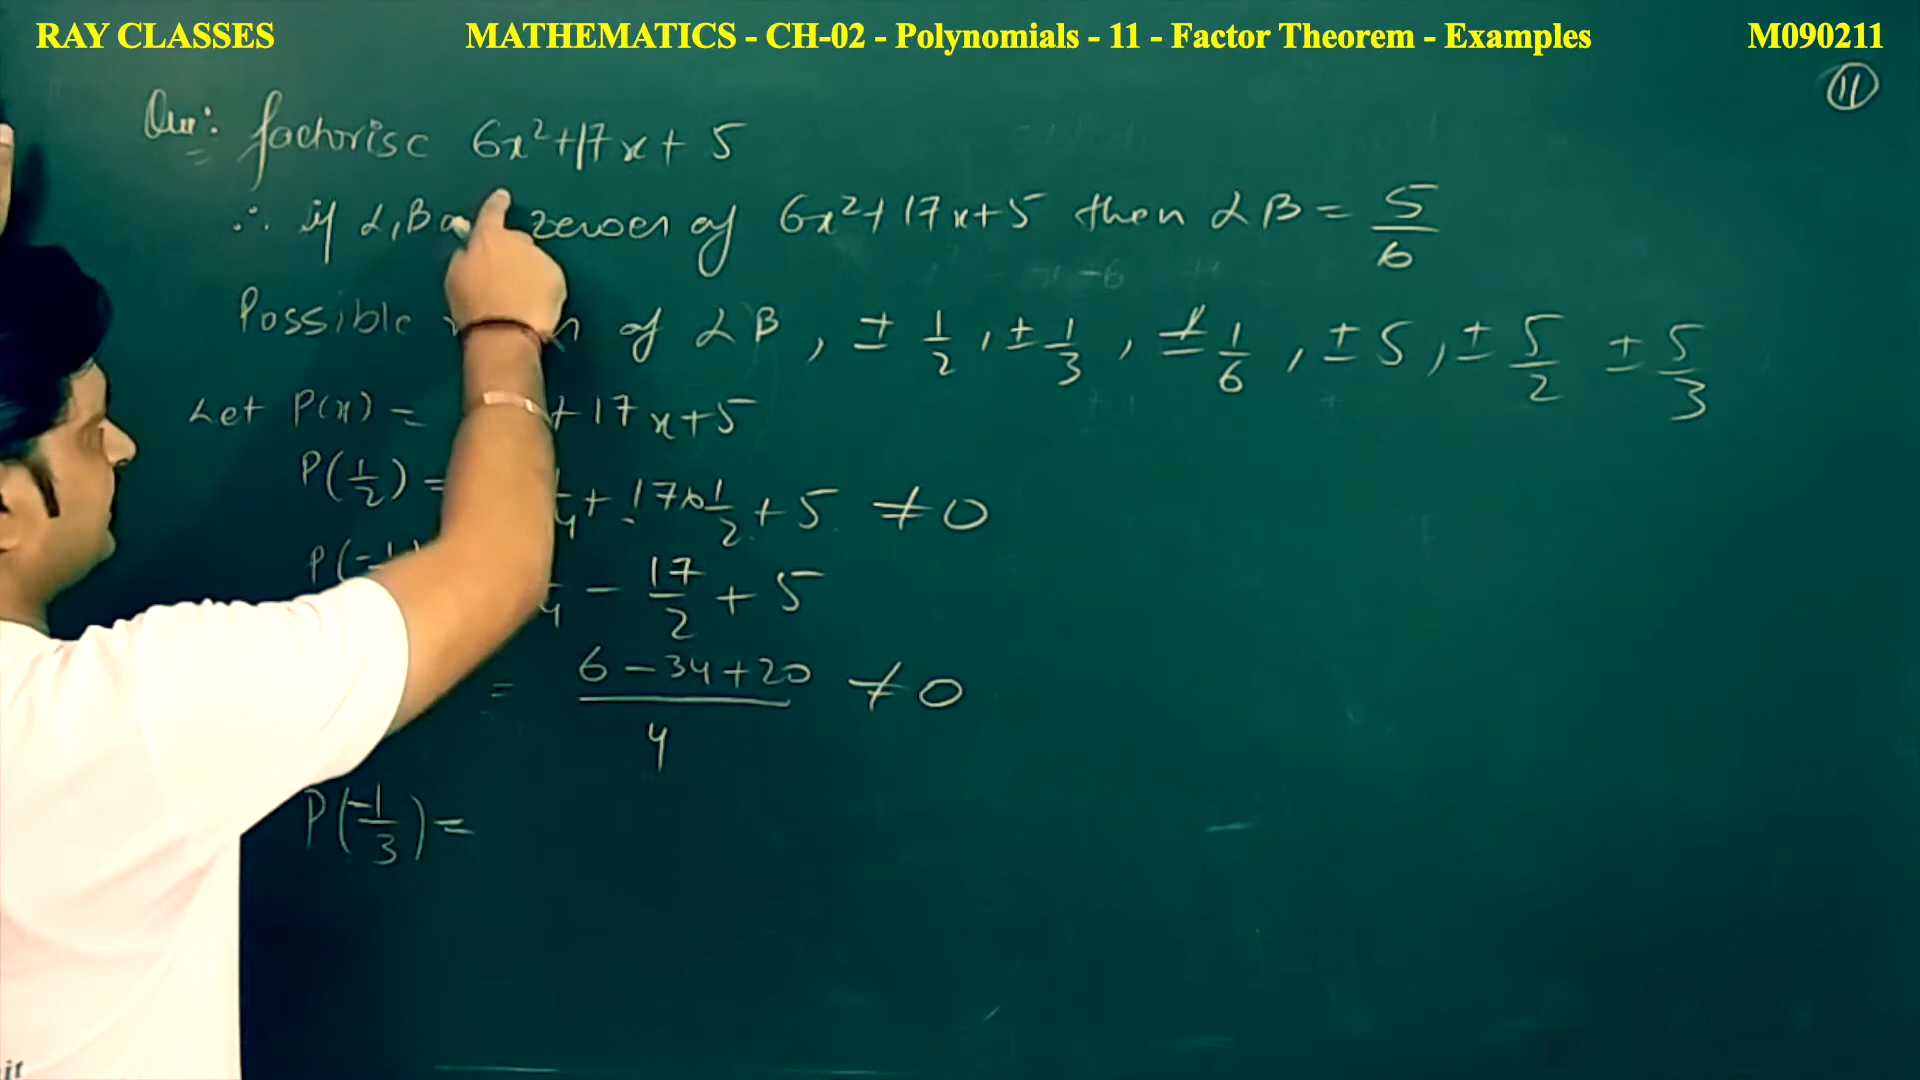 RAY CLASSES MATHEMATICS - CH-02 - Polynomials - 11 - Factor Theorem - Examples M090211
11
Que: factorise 6x²+17x+5
∴ if α,β zeroes of 6x²+17x+5 then αβ = 5/6
Possible of αβ, ± 1/2, ± 1/3, ± 1/6, ±5, ± 5/2 ± 5/3
Let P(x) = +17x+5
P(1/2) = + 17×1/2 + 5 ≠ 0
P(- − 17/2 + 5
= (6−34+20)/4 ≠ 0
P(-1/3) =